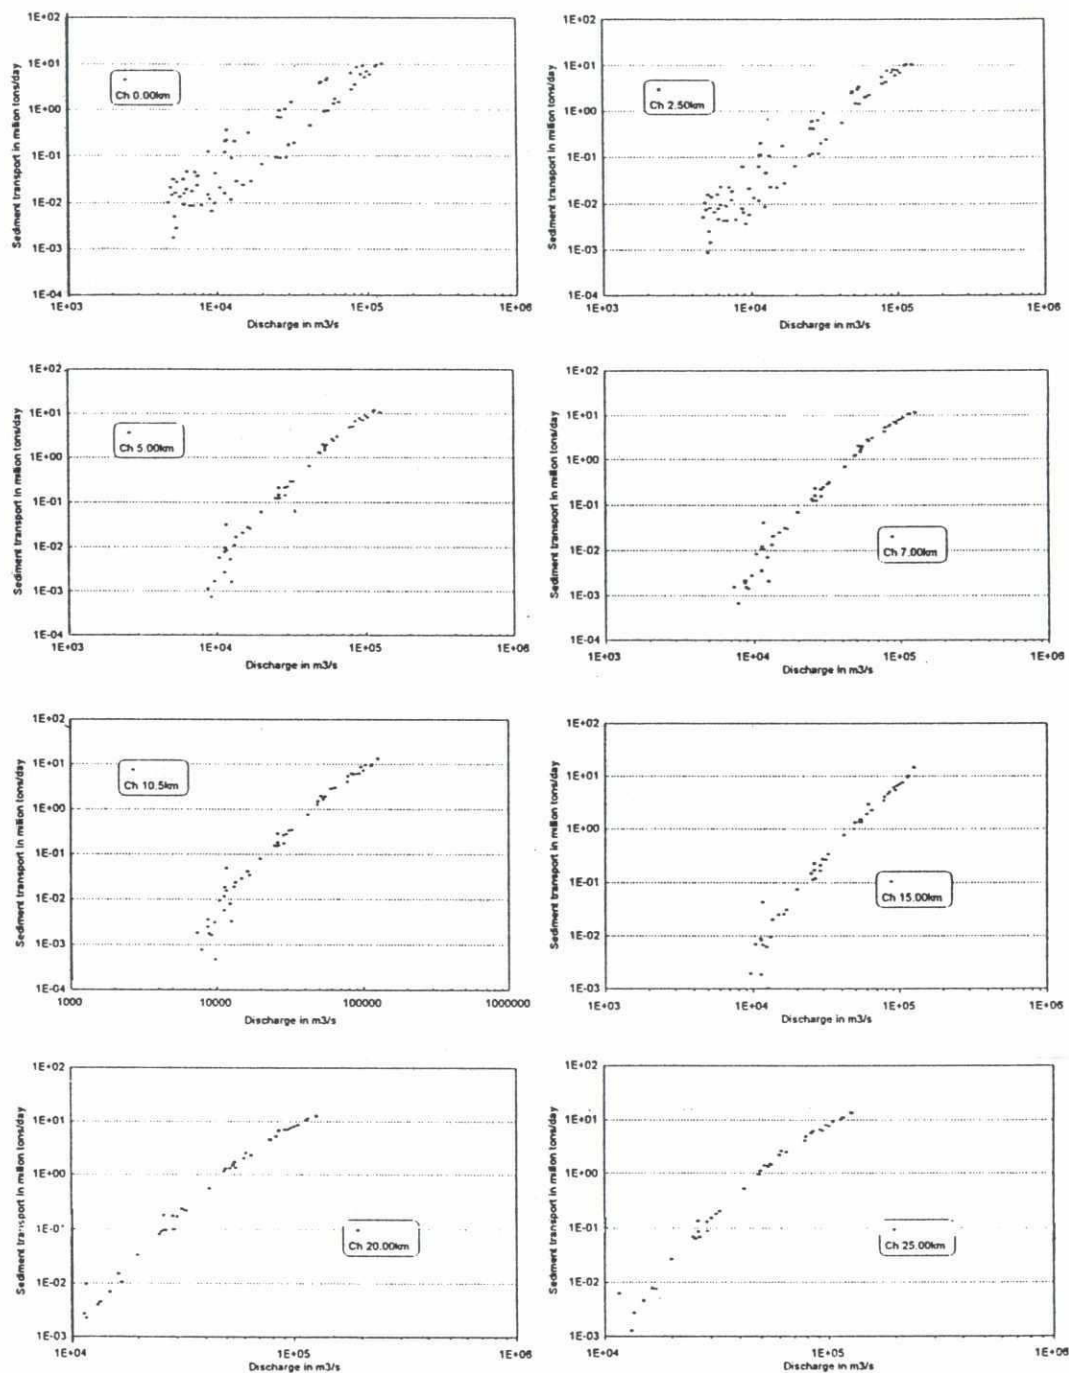 1E+02
1E+01
1E+00
1E-01
1E-02
1E-03
1E-04
Sediment transport in million tons/day
Ch 0.00km
1E+03 1E+04 1E+05 1E+06
Discharge in m3/s
1E+02
1E+01
1E+00
1E-01
1E-02
1E-03
1E-04
Sediment transport in million tons/day
Ch 2.50km
1E+03 1E+04 1E+05 1E+06
Discharge in m3/s
1E+02
1E+01
1E+00
1E-01
1E-02
1E-03
1E-04
Sediment transport in million tons/day
Ch 5.00km
1E+03 1E+04 1E+05 1E+06
Discharge in m3/s
1E+02
1E+01
1E+00
1E-01
1E-02
1E-03
1E-04
Sediment transport in million tons/day
Ch 7.00km
1E+03 1E+04 1E+05 1E+06
Discharge in m3/s
1E+02
1E+01
1E+00
1E-01
1E-02
1E-03
1E-04
Sediment transport in million tons/day
Ch 10.5km
1000 10000 100000 1000000
Discharge in m3/s
1E+02
1E+01
1E+00
1E-01
1E-02
1E-03
Sediment transport in million tons/day
Ch 15.00km
1E+03 1E+04 1E+05 1E+06
Discharge in m3/s
1E+02
1E+01
1E+00
1E-01
1E-02
1E-03
Sediment transport in million tons/day
Ch 20.00km
1E+04 1E+05 1E+06
Discharge in m3/s
1E+02
1E+01
1E+00
1E-01
1E-02
1E-03
Sediment transport in million tons/day
Ch 25.00km
1E+04 1E+05 1E+06
Discharge in m3/s